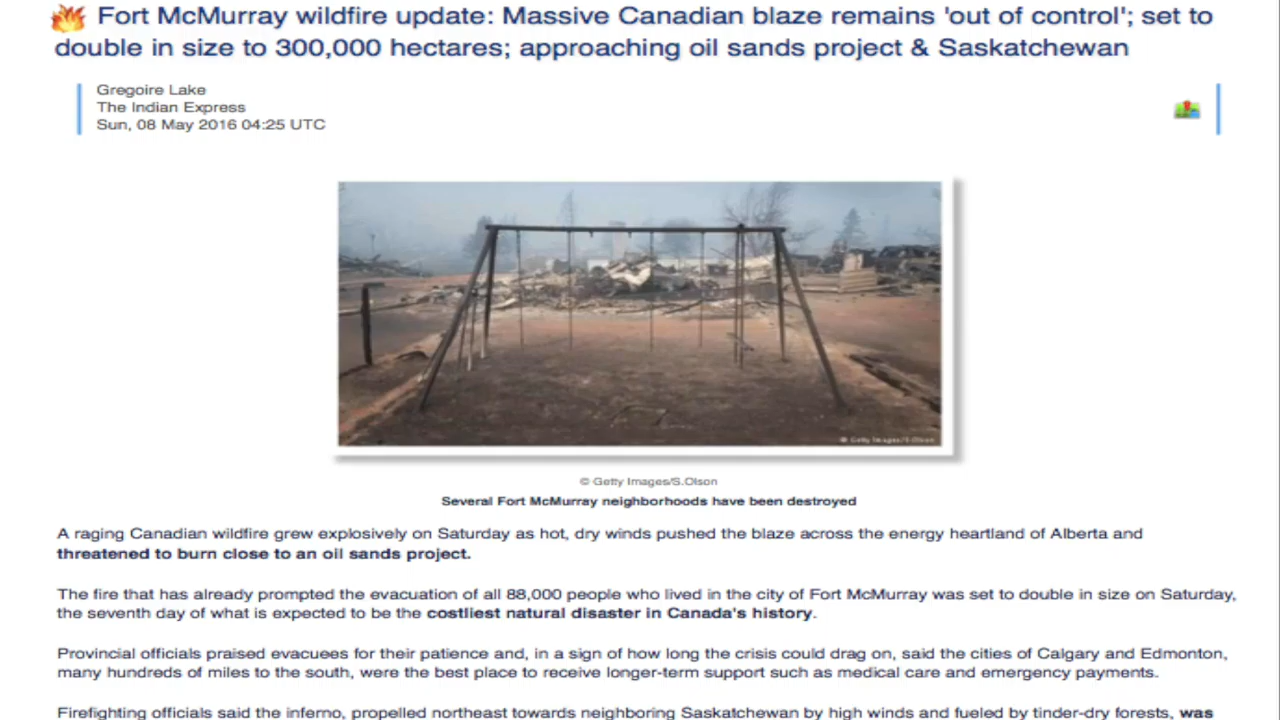 Fort McMurray wildfire update: Massive Canadian blaze remains 'out of control'; set to
double in size to 300,000 hectares; approaching oil sands project & Saskatchewan
Gregoire Lake
The Indian Express
Sun, 08 May 2016 04:25 UTC
© Getty Images/S.Olson
© Getty Images/S.Olson
Several Fort McMurray neighborhoods have been destroyed
A raging Canadian wildfire grew explosively on Saturday as hot, dry winds pushed the blaze across the energy heartland of Alberta and
threatened to burn close to an oil sands project.
The fire that has already prompted the evacuation of all 88,000 people who lived in the city of Fort McMurray was set to double in size on Saturday,
the seventh day of what is expected to be the costliest natural disaster in Canada's history.
Provincial officials praised evacuees for their patience and, in a sign of how long the crisis could drag on, said the cities of Calgary and Edmonton,
many hundreds of miles to the south, were the best place to receive longer-term support such as medical care and emergency payments.
Firefighting officials said the inferno, propelled northeast towards neighboring Saskatchewan by high winds and fueled by tinder-dry forests, was